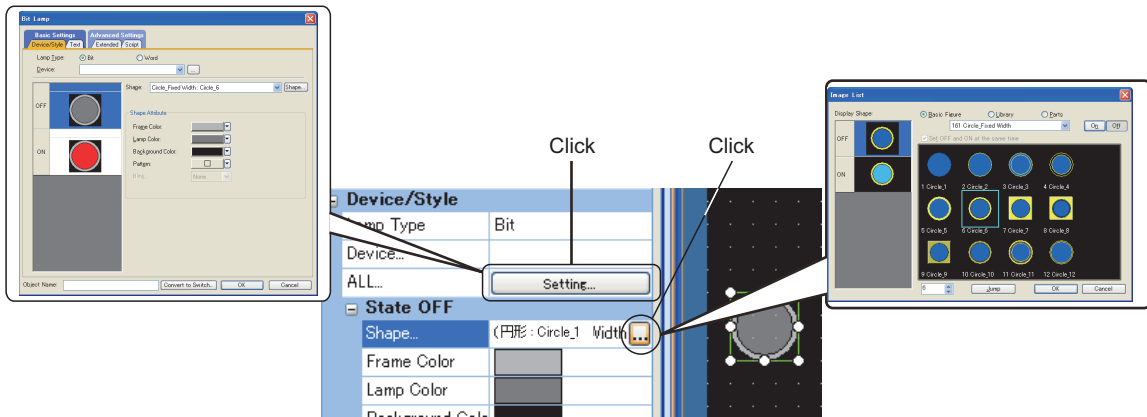 Bit Lamp
Basic Settings
Advanced Settings
Device/Style
Text
Extended
Script
Lamp Type:
Bit
Word
Device:
...
OFF
ON
Shape:
Circle_Fixed Width : Circle_6
Shape...
Shape Attribute
Frame Color:
Lamp Color:
Background Color:
Pattern:
None
Object Name:
Convert to Switch...
OK
Cancel
Click
Click
Device/Style
Lamp Type
Bit
Device...
ALL...
Setting...
State OFF
Shape...
(円形 : Circle_1 Width
...
Frame Color
Lamp Color
Image List
Display Shape:
OFF
ON
Basic Figure
Library
Parts
161 Circle_Fixed Width
On
Off
Set OFF and ON at the same time
1 Circle_1
2 Circle_2
3 Circle_3
4 Circle_4
5 Circle_5
6 Circle_6
7 Circle_7
8 Circle_8
9 Circle_9
10 Circle_10
11 Circle_11
12 Circle_12
6
Jump
OK
Cancel